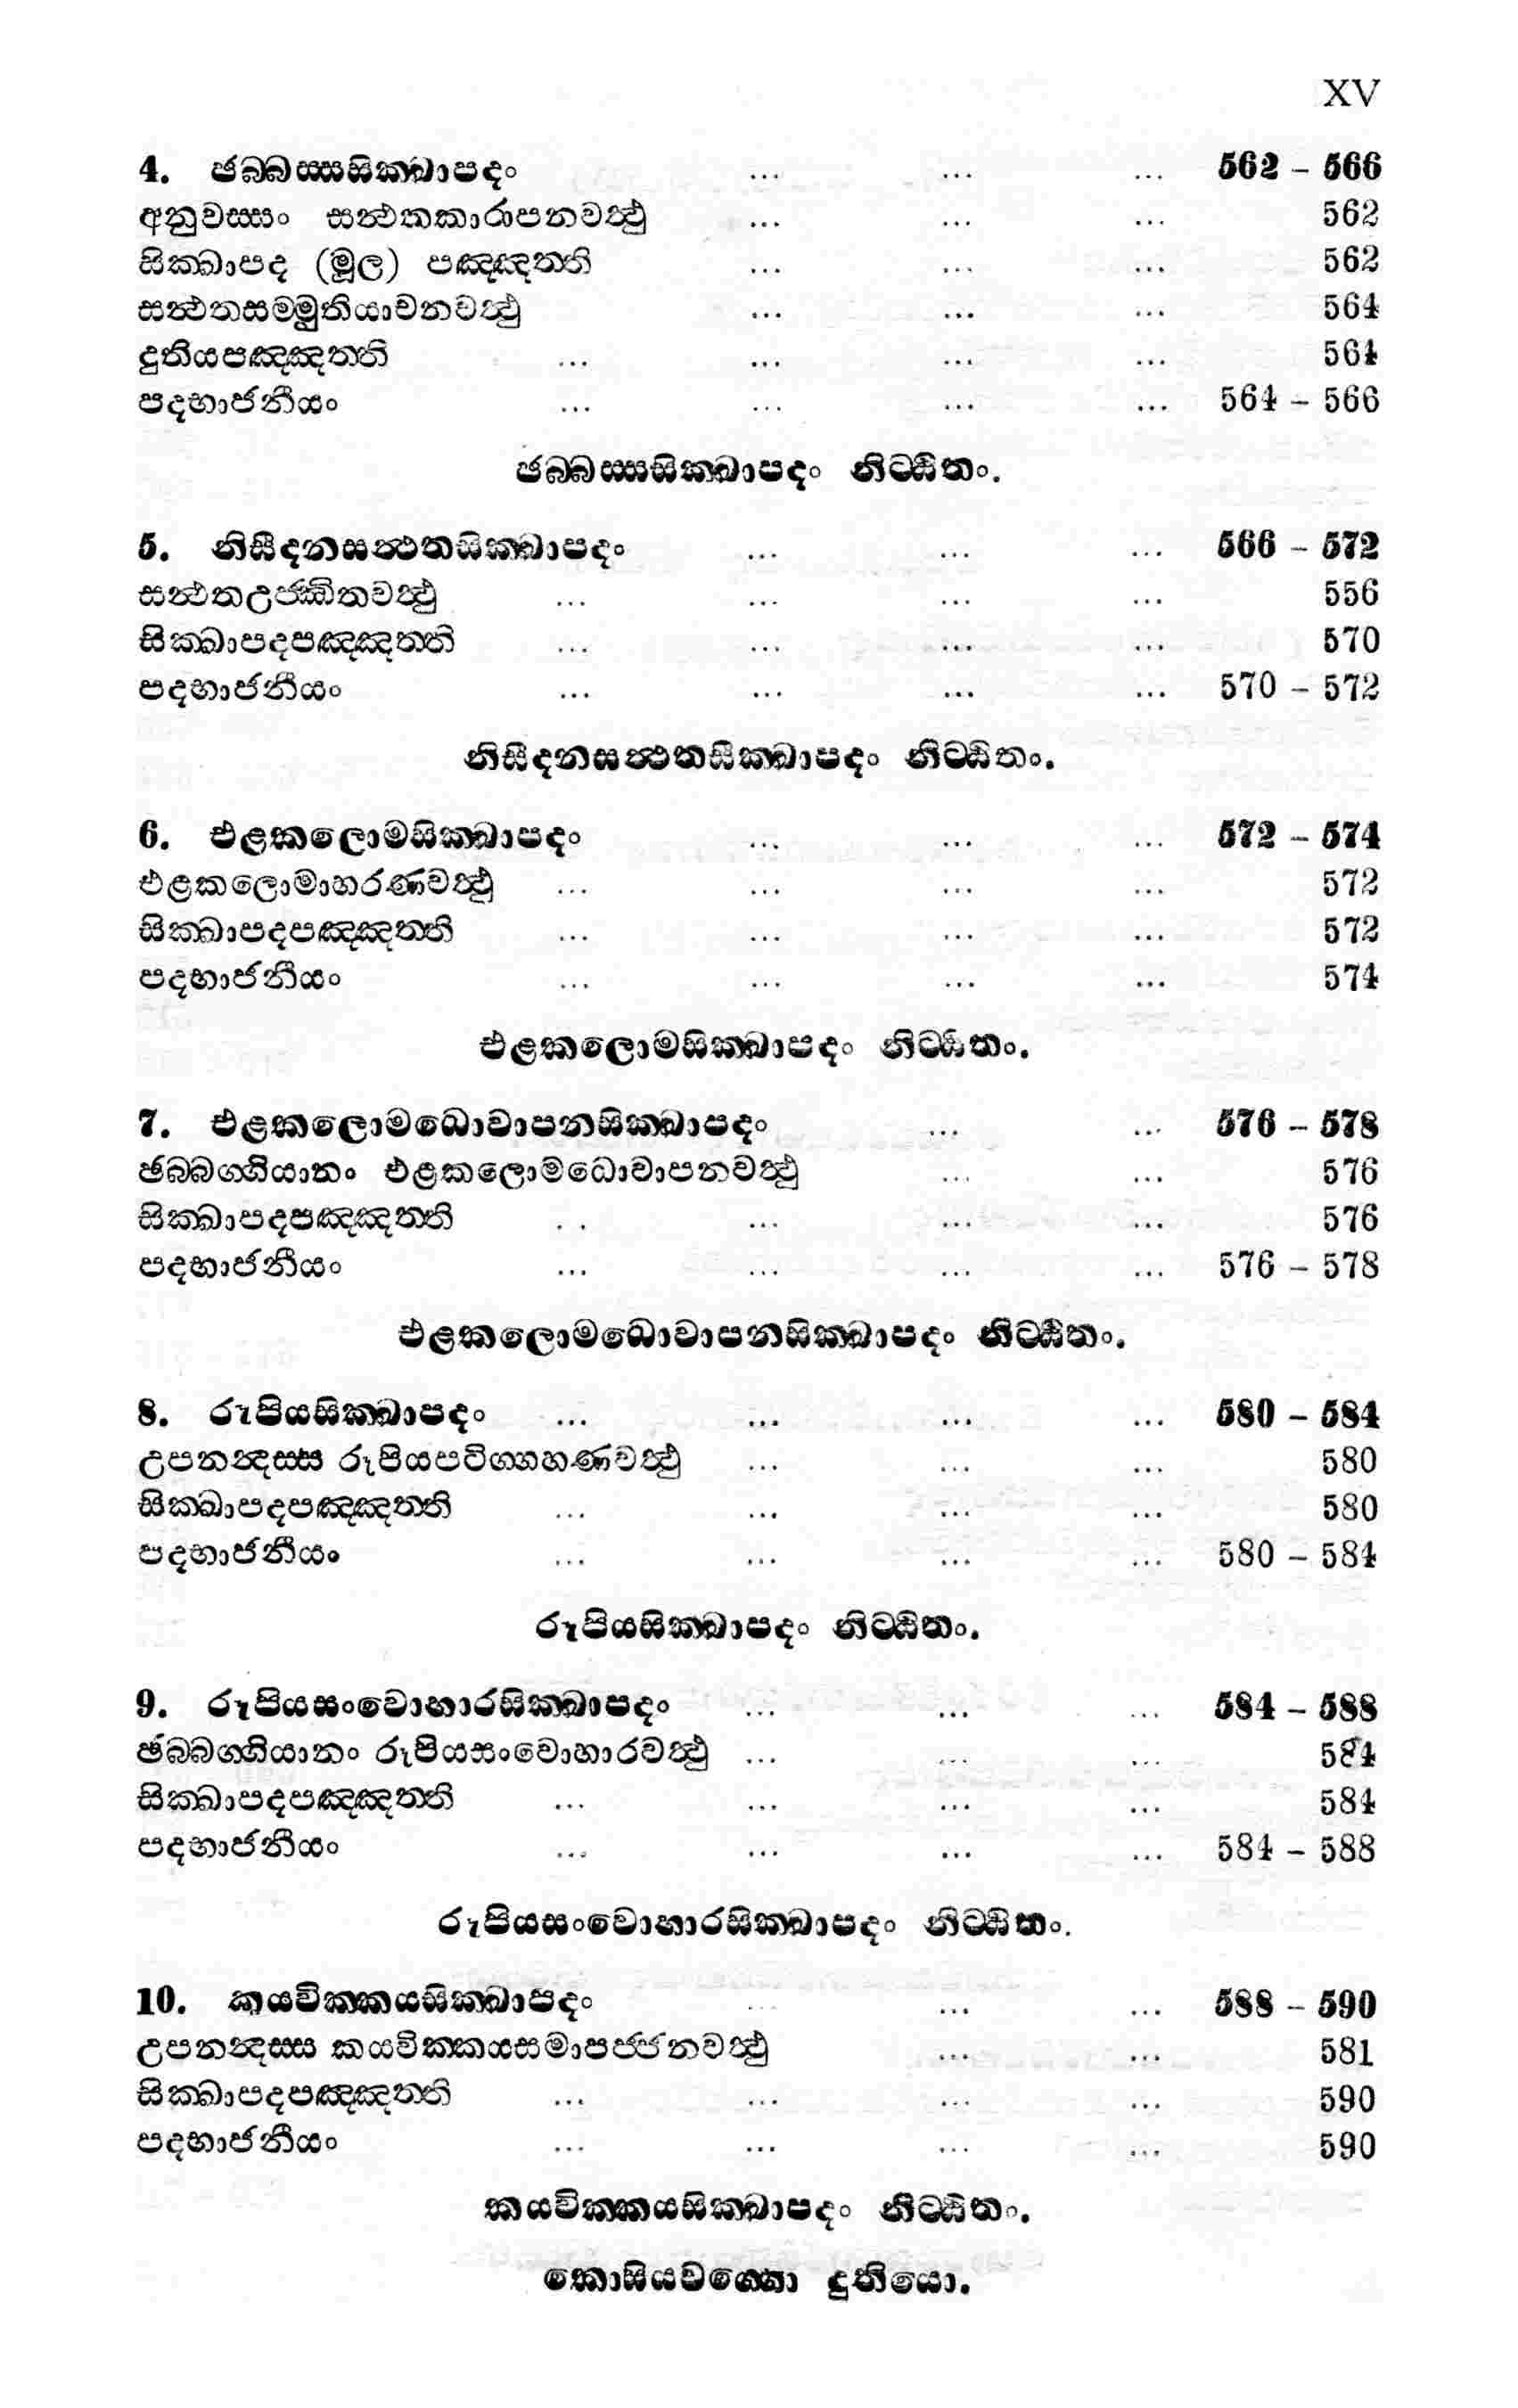 XV
4. ඡබ්බස්සසික්ඛාපදං ... ... ... 562 – 566
අනුවස්සං සන්ථතකාරාපනවත්ථු ... ... ... 562
සික්ඛාපද (මූල) පඤ්ඤත්ති ... ... ... 562
සන්ථතසම්මුතියාචනවත්ථු ... ... ... 564
දුතියපඤ්ඤත්ති ... ... ... ... 564
පදභාජනීයං ... ... ... ... 564 – 566
ඡබ්බස්සසික්ඛාපදං නිට්ඨිතං.
5. නිසීදනසන්ථතසික්ඛාපදං ... ... ... 566 – 572
සන්ථතඋජ්ඣිතවත්ථු ... ... ... ... 556
සික්ඛාපදපඤ්ඤත්ති ... ... ... ... 570
පදභාජනීයං ... ... ... ... 570 – 572
නිසීදනසන්ථතසික්ඛාපදං නිට්ඨිතං.
6. එළකලොමසික්ඛාපදං ... ... ... 572 – 574
එළකලොමාහරණවත්ථු ... ... ... ... 572
සික්ඛාපදපඤ්ඤත්ති ... ... ... ... 572
පදභාජනීයං ... ... ... ... 574
එළකලොමසික්ඛාපදං නිට්ඨිතං.
7. එළකලොමධොවාපනසික්ඛාපදං ... ... 576 – 578
ඡබ්බග්ගියානං එළකලොමධොවාපනවත්ථු ... ... 576
සික්ඛාපදපඤ්ඤත්ති . . ... ... ... 576
පදභාජනීයං ... ... ... ... 576 – 578
එළකලොමධොවාපනසික්ඛාපදං නිට්ඨිතං.
8. රූපියසික්ඛාපදං ... ... ... ... 580 – 584
උපනන්දස්ස රූපියපටිග්ගහණවත්ථු ... ... ... 580
සික්ඛාපදපඤ්ඤත්ති ... ... ... ... 580
පදභාජනීයං ... ... ... ... 580 – 584
රූපියසික්ඛාපදං නිට්ඨිතං.
9. රූපියසංවොහාරසික්ඛාපදං ... ... ... 584 – 588
ඡබ්බග්ගියානං රූපියසංවොහාරවත්ථු ... ... ... 584
සික්ඛාපදපඤ්ඤත්ති ... ... ... ... 584
පදභාජනීයං ... ... ... ... 584 – 588
රූපියසංවොහාරසික්ඛාපදං නිට්ඨිතං.
10. කයවික්කයසික්ඛාපදං ... ... ... 588 – 590
උපනන්දස්ස කයවික්කයසමාපජ්ජනවත්ථු ... ... 581
සික්ඛාපදපඤ්ඤත්ති ... ... ... ... 590
පදභාජනීයං ... ... ... ... 590
කයවික්කයසික්ඛාපදං නිට්ඨිතං.
කොසියවග්ගො දුතියො.